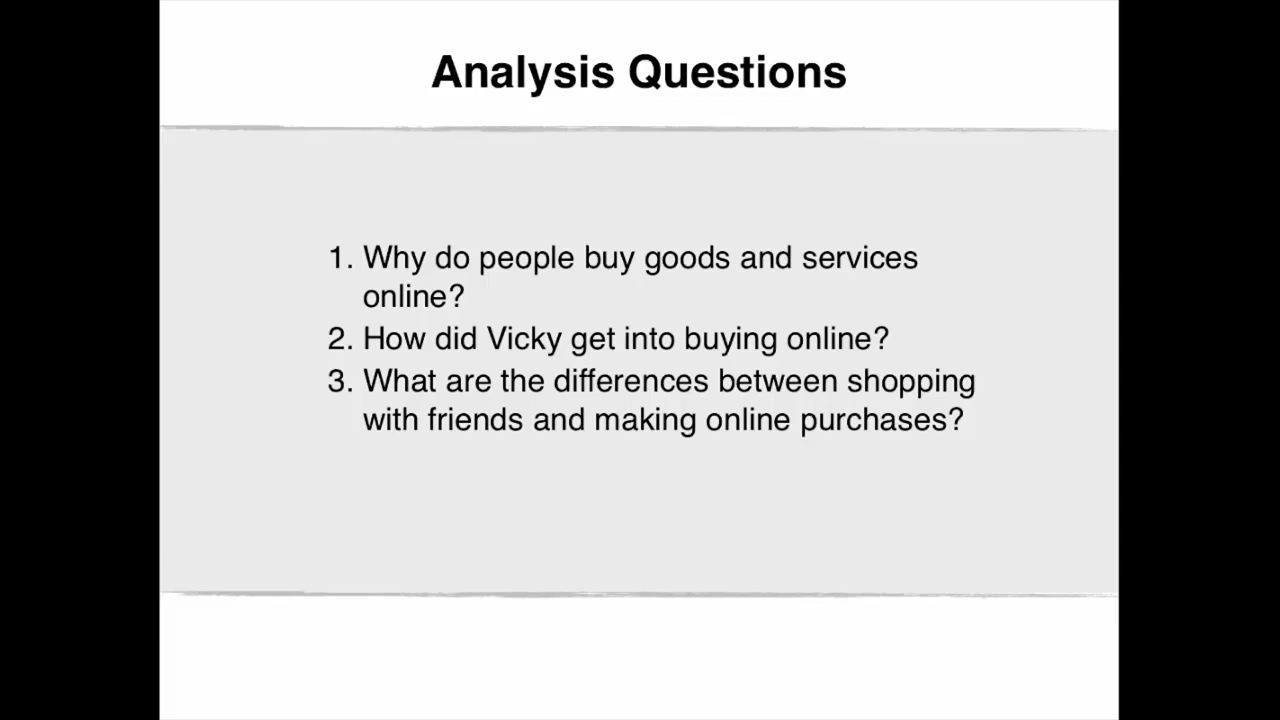 Analysis Questions
1. Why do people buy goods and services
online?
2. How did Vicky get into buying online?
3. What are the differences between shopping
with friends and making online purchases?